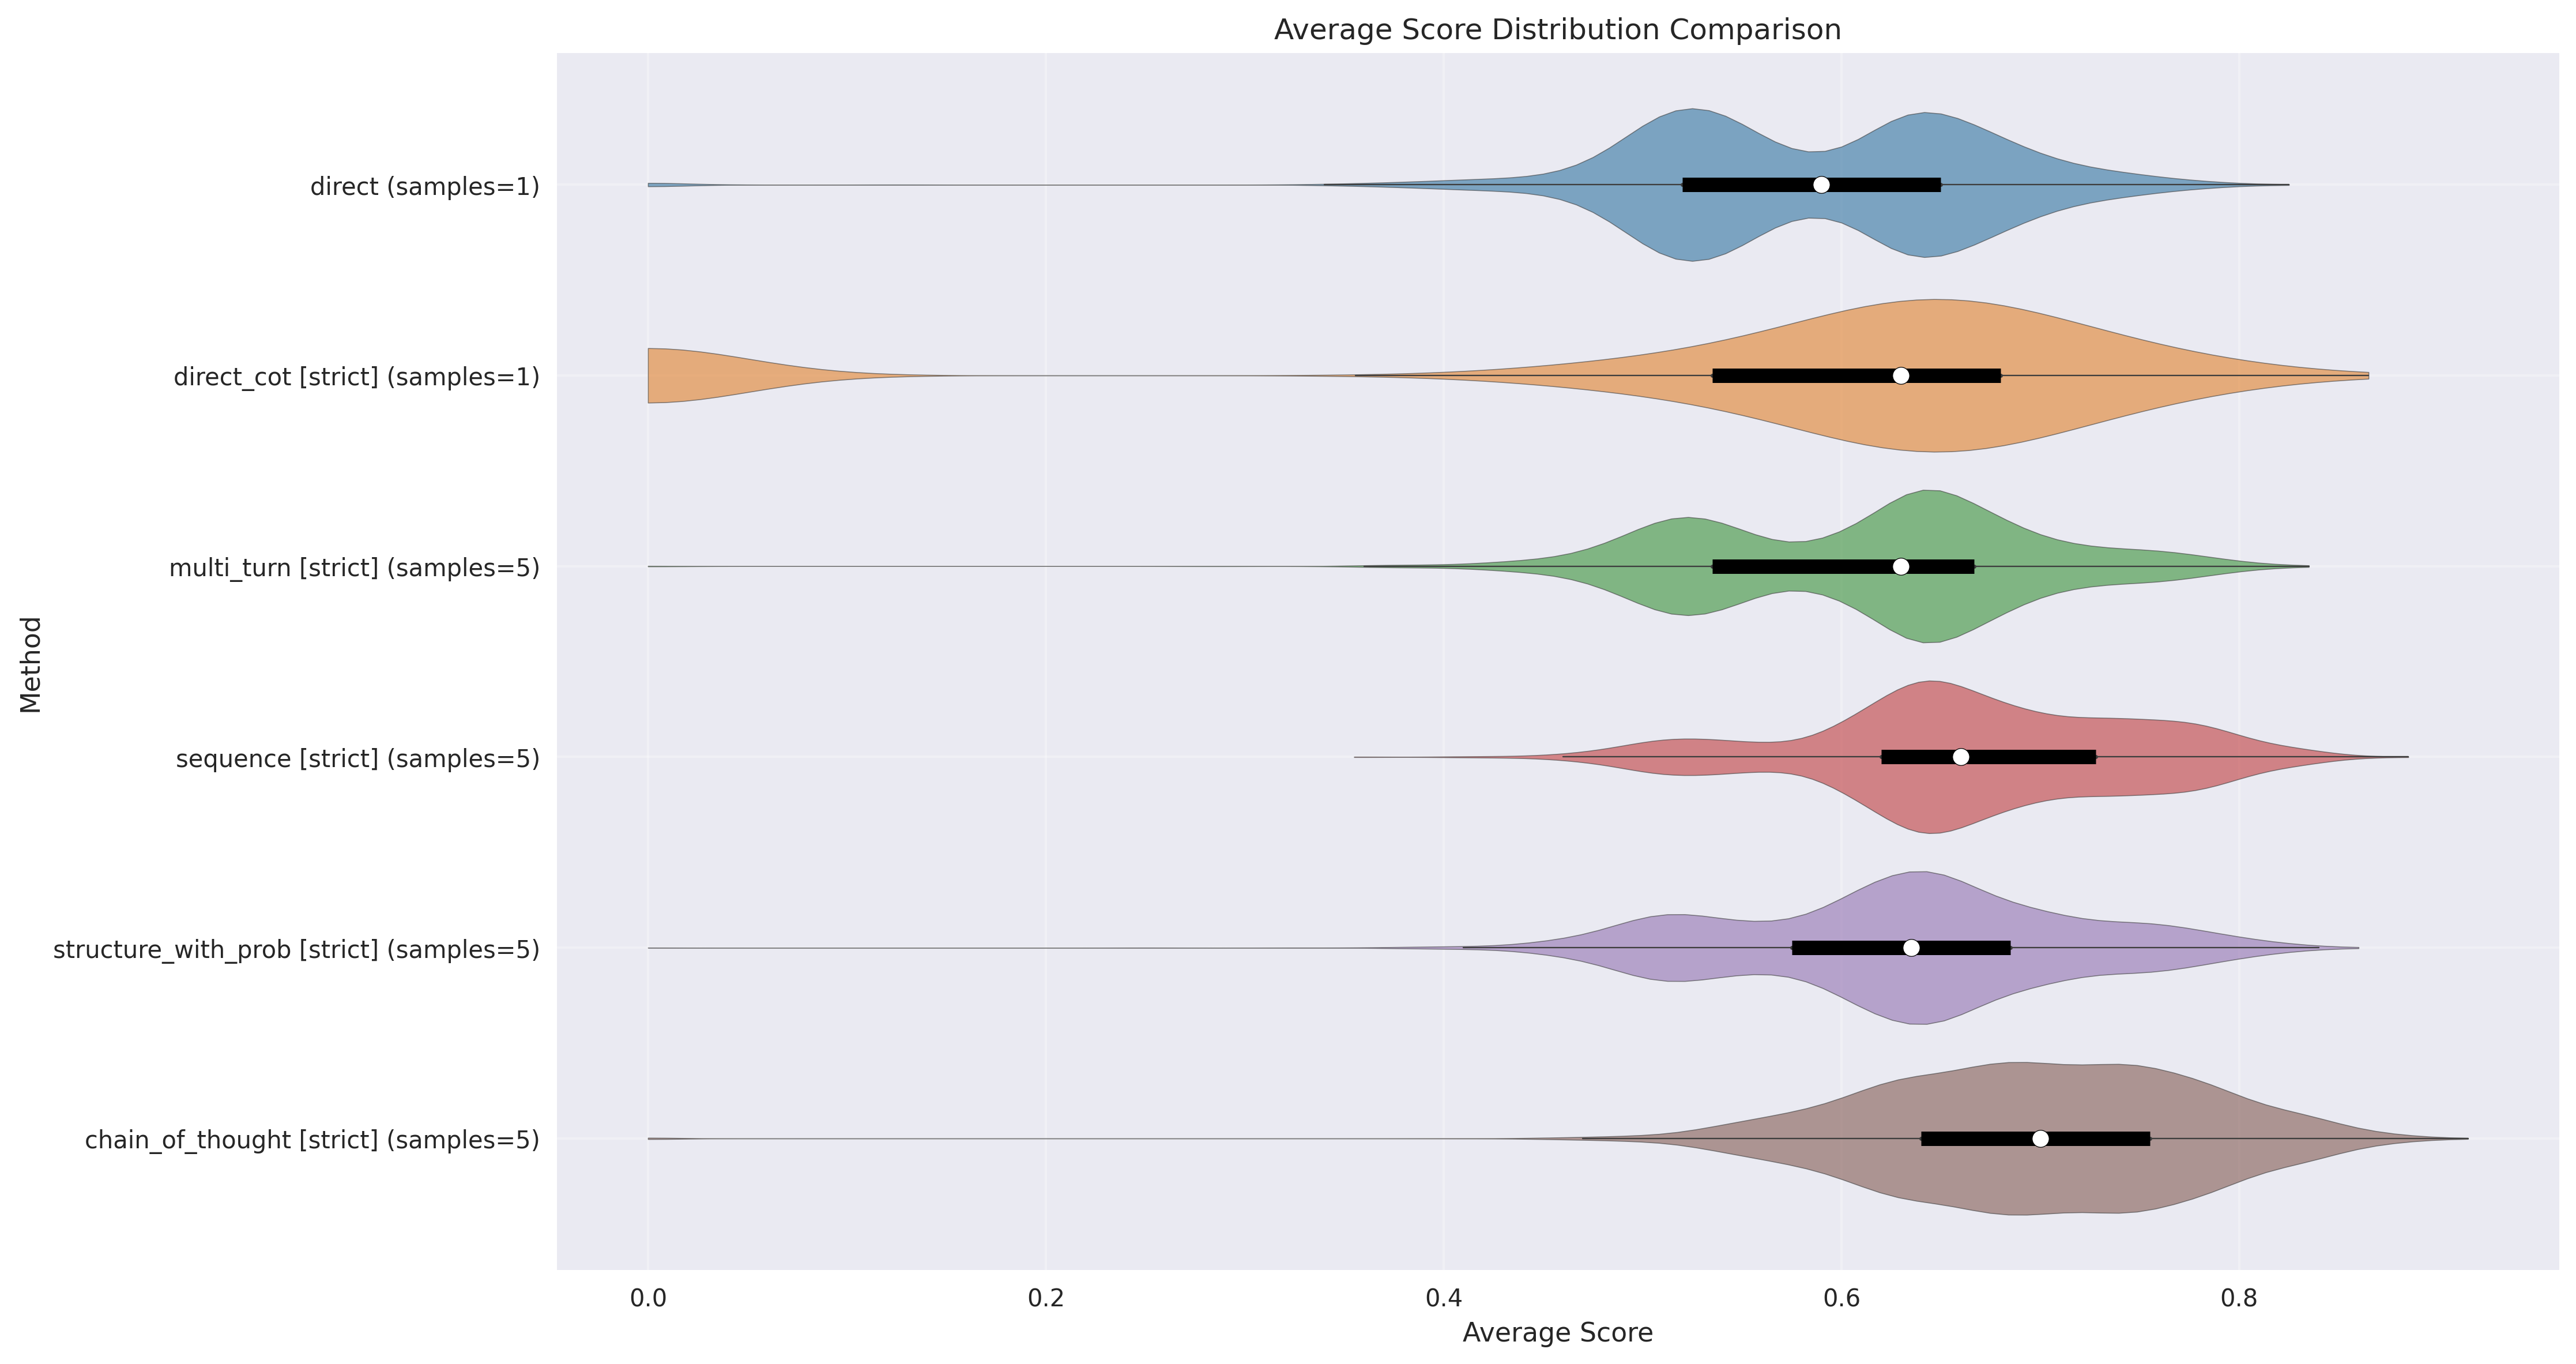 Average Score Distribution Comparison
Method
direct (samples=1)
direct_cot [strict] (samples=1)
multi_turn [strict] (samples=5)
sequence [strict] (samples=5)
structure_with_prob [strict] (samples=5)
chain_of_thought [strict] (samples=5)
0.0 0.2 0.4 0.6 0.8
Average Score